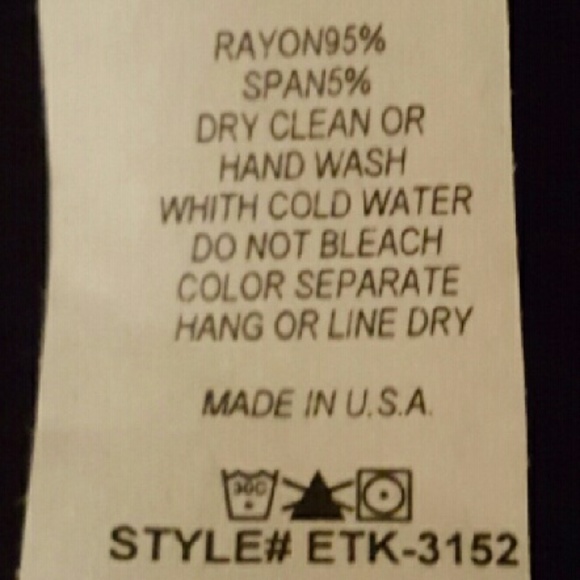 RAYON95%
SPAN5%
DRY CLEAN OR
HAND WASH
WHITH COLD WATER
DO NOT BLEACH
COLOR SEPARATE
HANG OR LINE DRY
MADE IN U.S.A.
30C
STYLE# ETK-3152